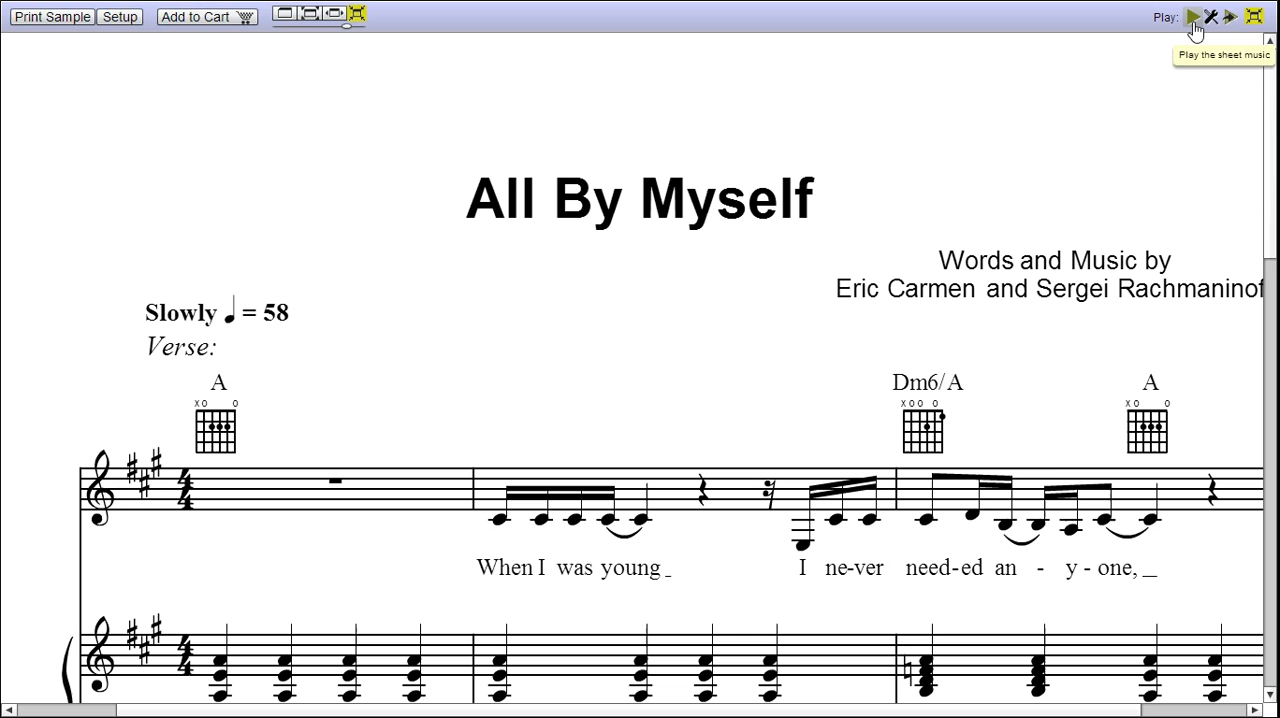 Print Sample Setup Add to Cart Play:
Play the sheet music
All By Myself
Words and Music by
Eric Carmen and Sergei Rachmaninof
Slowly ♩ = 58
Verse:
A Dm6/A A
x o o x o o o x o o
When I was young _ I ne-ver need-ed an - y - one, _